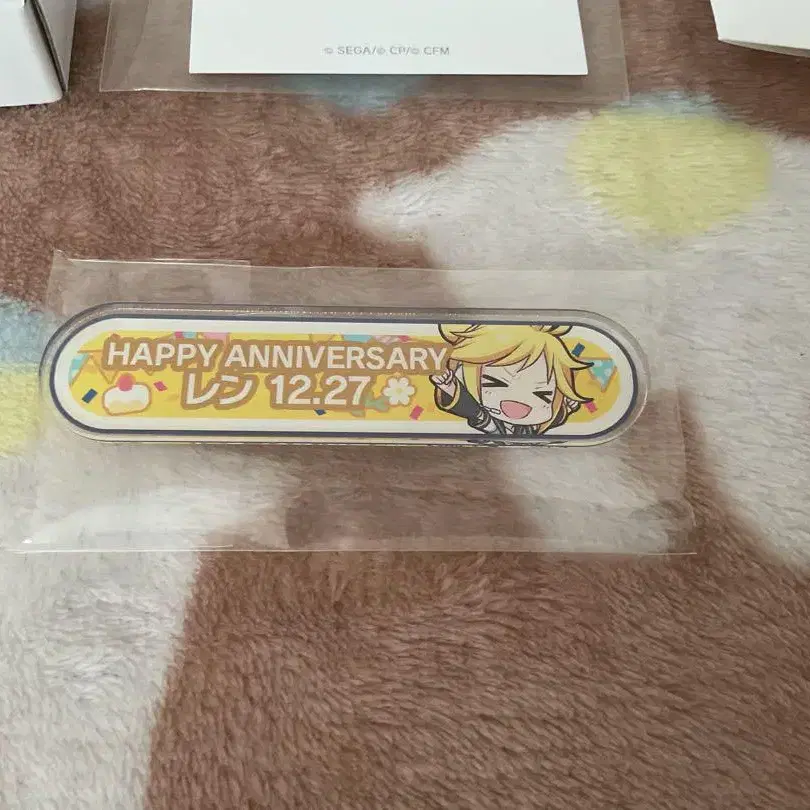 © SEGA/© CP/© CFM
HAPPY ANNIVERSARY
レン 12.27